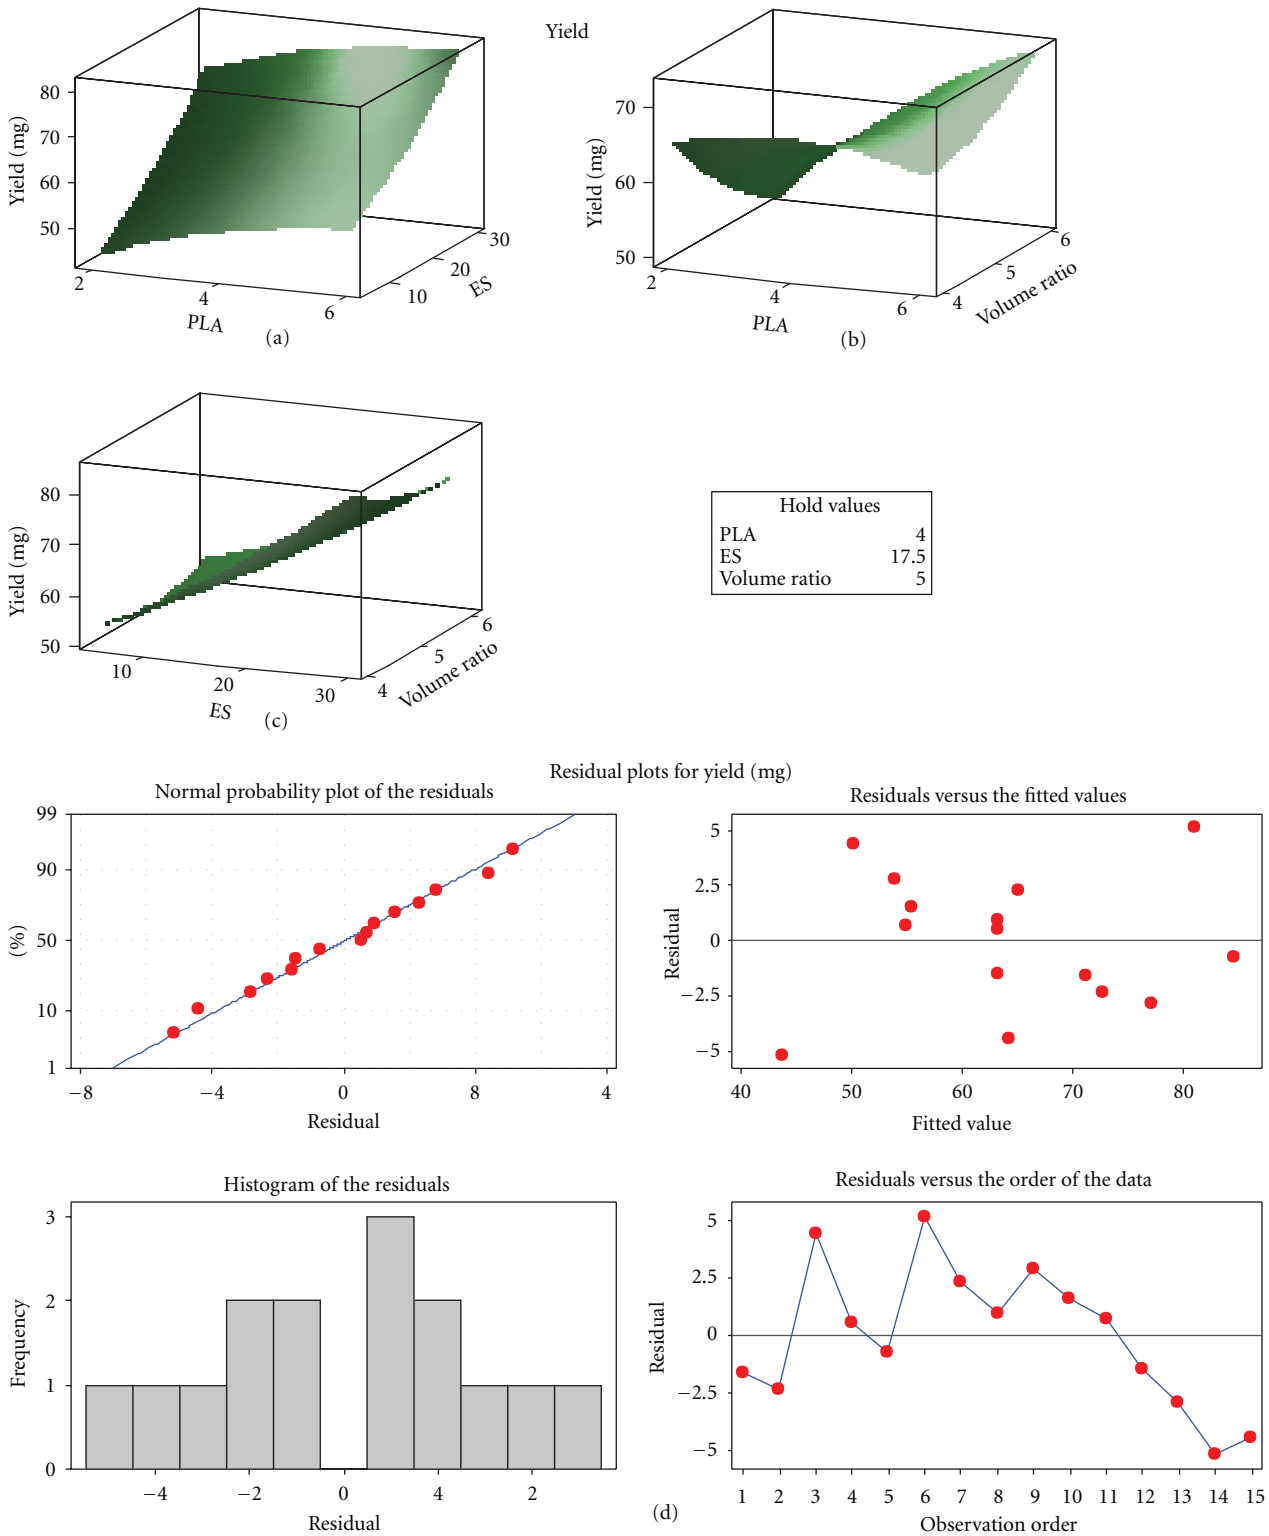 Yield
80
70
60
50
Yield (mg)
2
4
6
PLA
10
20
30
ES
(a)
70
60
50
Yield (mg)
2
4
6
PLA
4
5
6
Volume ratio
(b)
80
70
60
50
Yield (mg)
10
20
30
ES
4
5
6
Volume ratio
(c)
Hold values
PLA 4
ES 17.5
Volume ratio 5
Residual plots for yield (mg)
Normal probability plot of the residuals
99
90
50
10
1
(%)
−8 −4 0 8 4
Residual
Residuals versus the fitted values
5
2.5
0
−2.5
−5
Residual
40 50 60 70 80
Fitted value
Histogram of the residuals
3
2
1
0
Frequency
−4 −2 0 4 2
Residual
Residuals versus the order of the data
5
2.5
0
−2.5
−5
Residual
1 2 3 4 5 6 7 8 9 10 11 12 13 14 15
Observation order
(d)